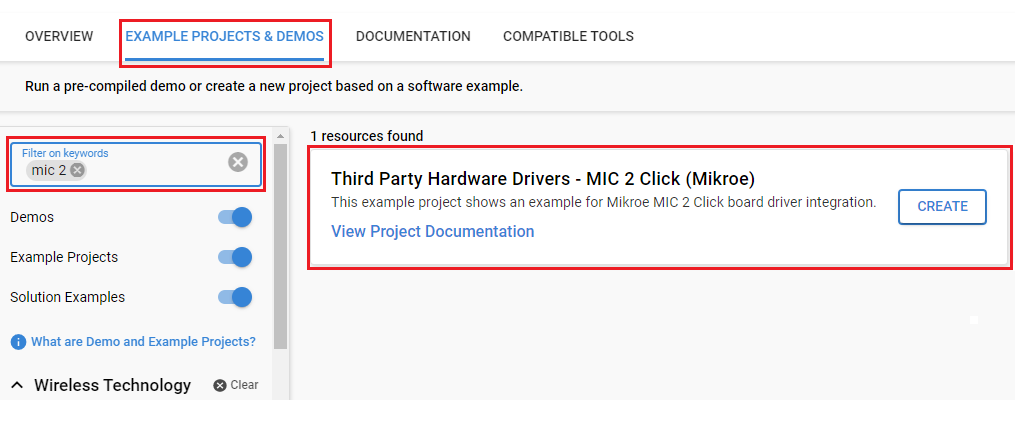 OVERVIEW
EXAMPLE PROJECTS & DEMOS
DOCUMENTATION
COMPATIBLE TOOLS
Run a pre-compiled demo or create a new project based on a software example.
Filter on keywords
mic 2
Demos
Example Projects
Solution Examples
What are Demo and Example Projects?
Wireless Technology
Clear
1 resources found
Third Party Hardware Drivers - MIC 2 Click (Mikroe)
This example project shows an example for Mikroe MIC 2 Click board driver integration.
View Project Documentation
CREATE